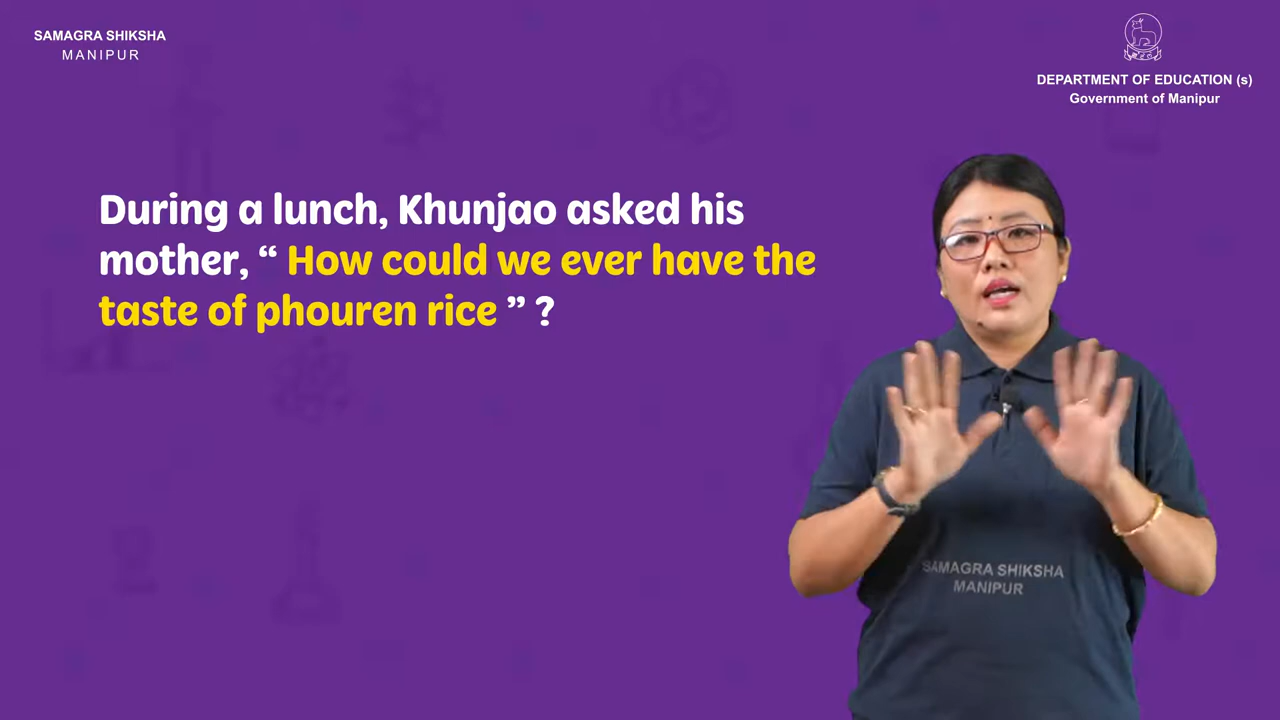 SAMAGRA SHIKSHA
MANIPUR
DEPARTMENT OF EDUCATION (s)
Government of Manipur
During a lunch, Khunjao asked his
mother, “ How could we ever have the
taste of phouren rice ” ?
SAMAGRA SHIKSHA
MANIPUR